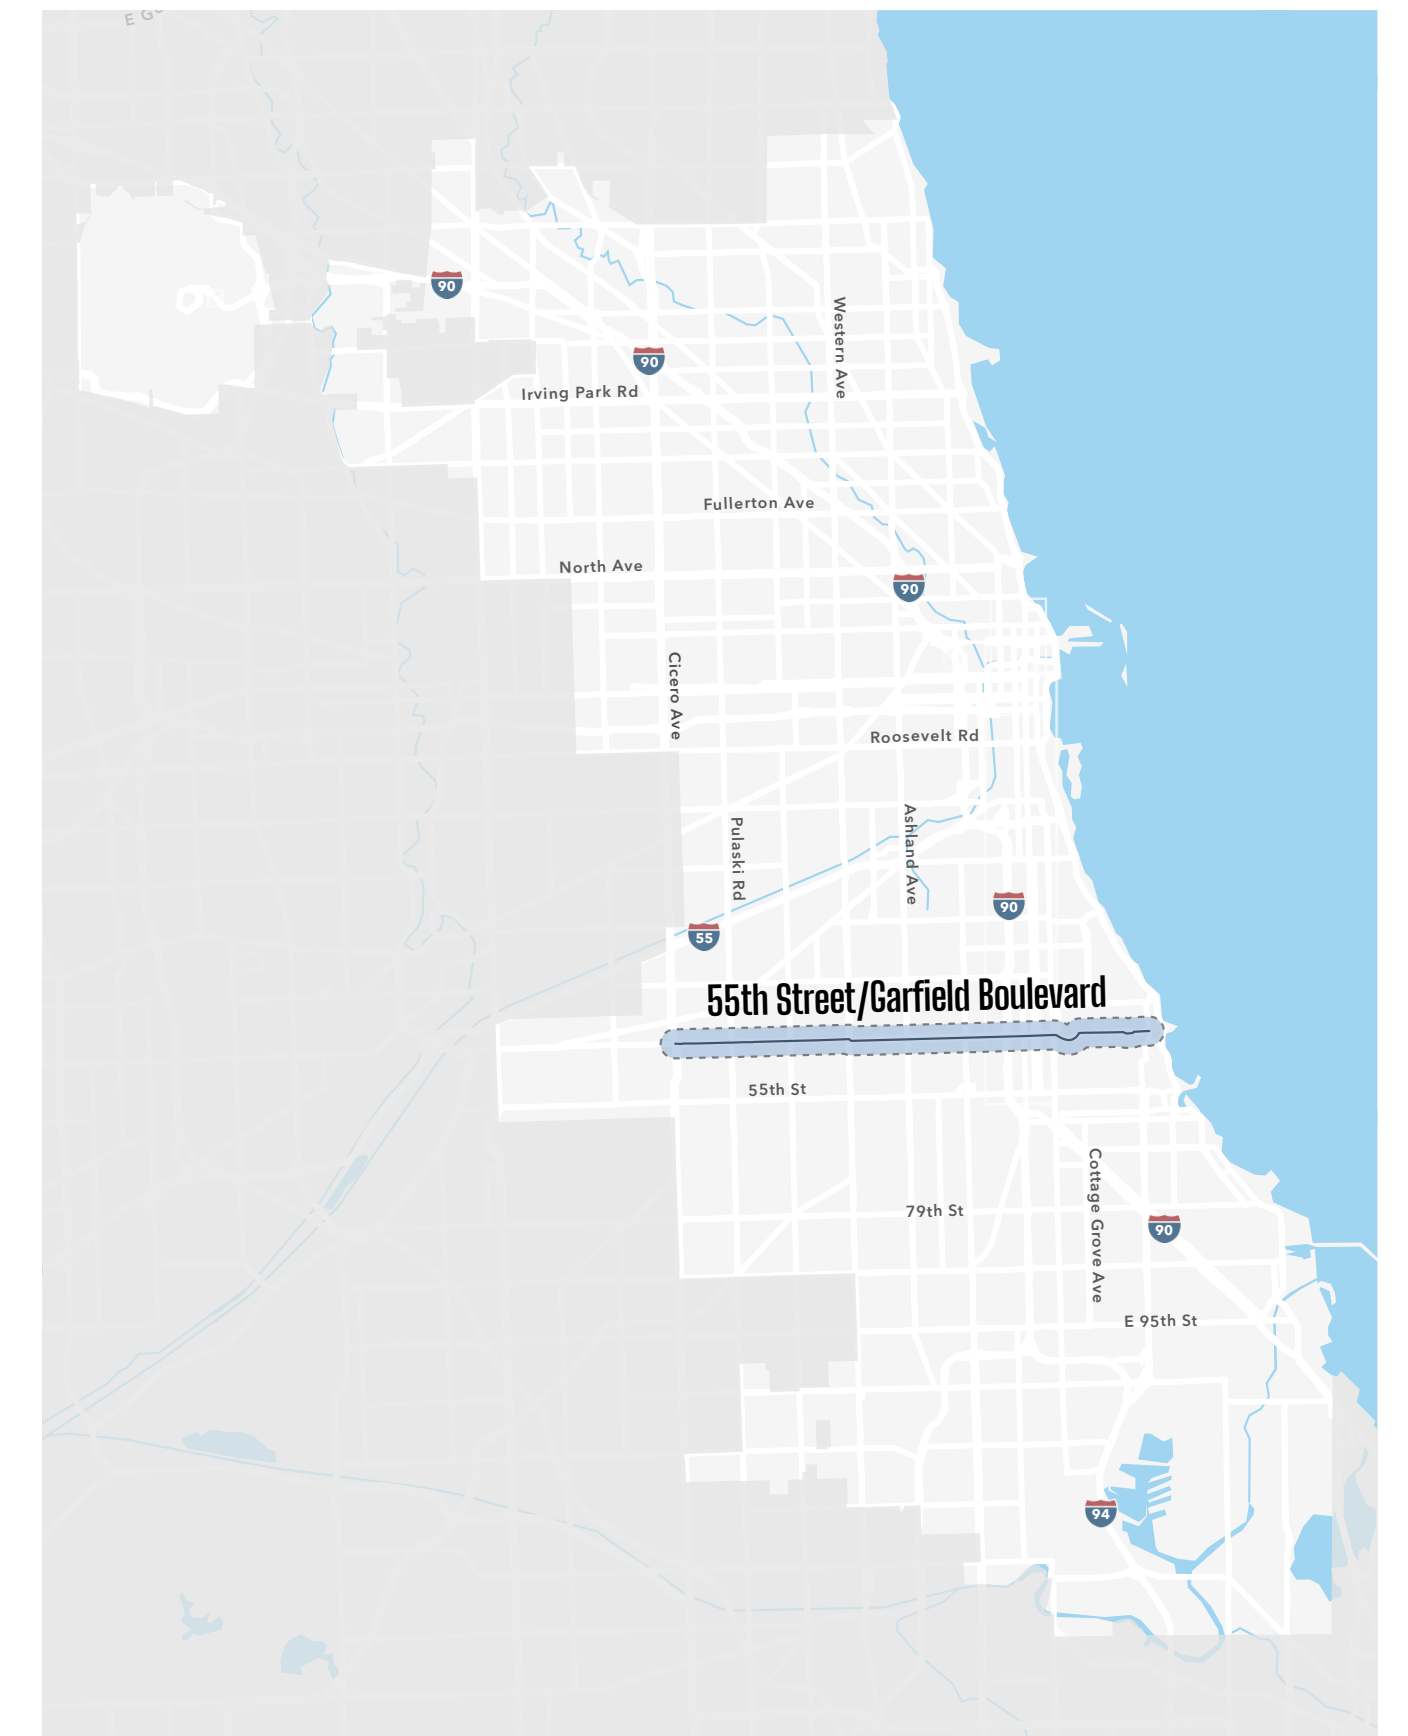 90
Western Ave
90
Irving Park Rd
Fullerton Ave
North Ave
90
Cicero Ave
Roosevelt Rd
Pulaski Rd
Ashland Ave
90
55
55th Street/Garfield Boulevard
55th St
Cottage Grove Ave
79th St
90
E 95th St
94